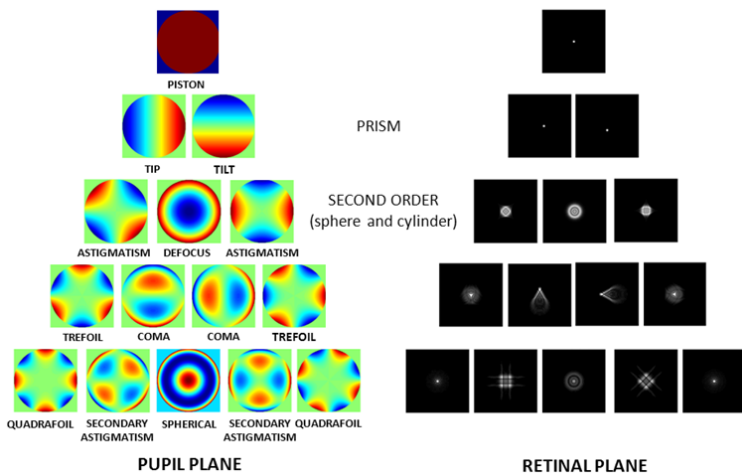 PISTON
PRISM
TIP TILT
SECOND ORDER
(sphere and cylinder)
ASTIGMATISM DEFOCUS ASTIGMATISM
TREFOIL COMA COMA TREFOIL
QUADRAFOIL SECONDARY SPHERICAL SECONDARY QUADRAFOIL
ASTIGMATISM ASTIGMATISM
PUPIL PLANE RETINAL PLANE